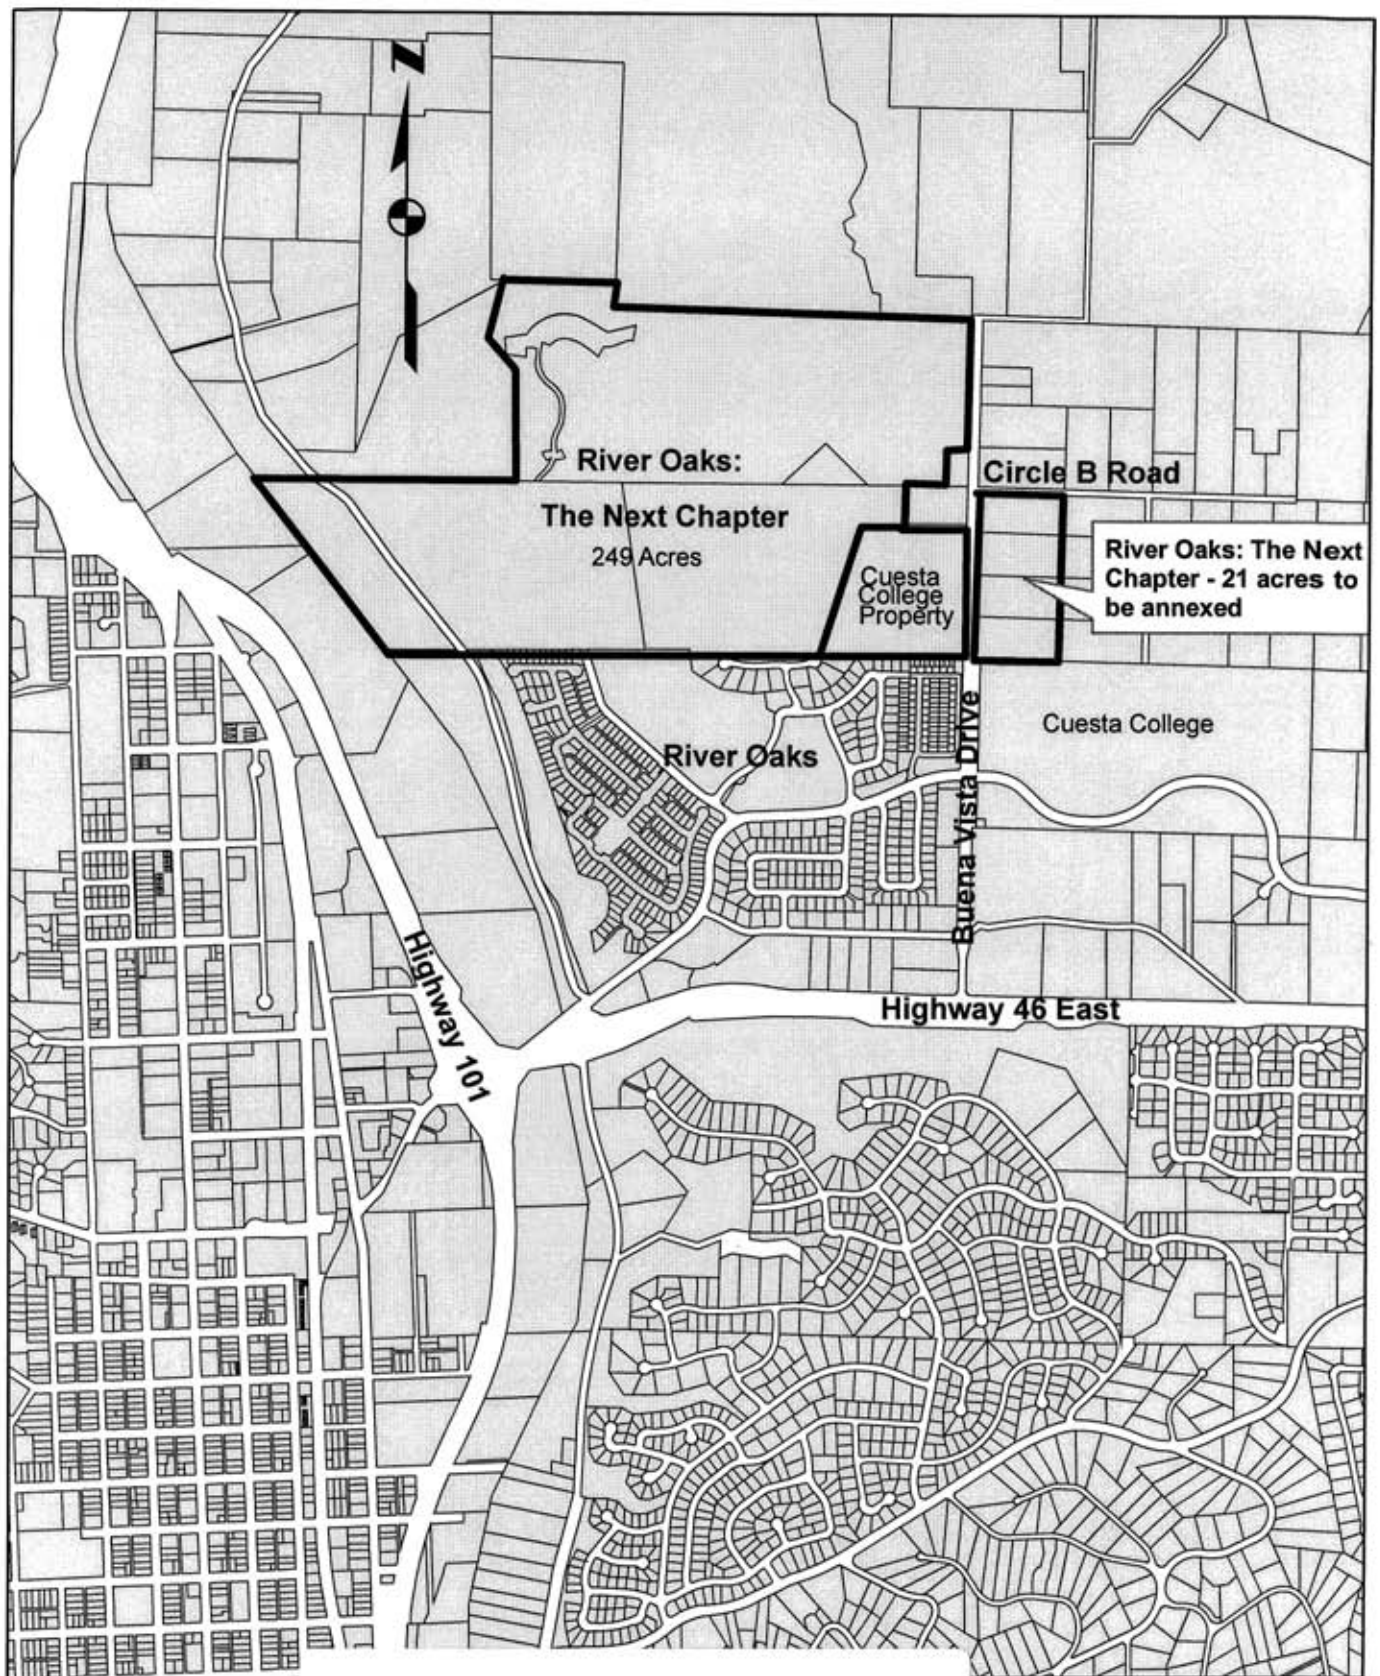 N
River Oaks:
Circle B Road
The Next Chapter
249 Acres
River Oaks: The Next
Chapter - 21 acres to
be annexed
Cuesta
College
Property
Buena Vista Drive
Cuesta College
River Oaks
Highway 101
Highway 46 East